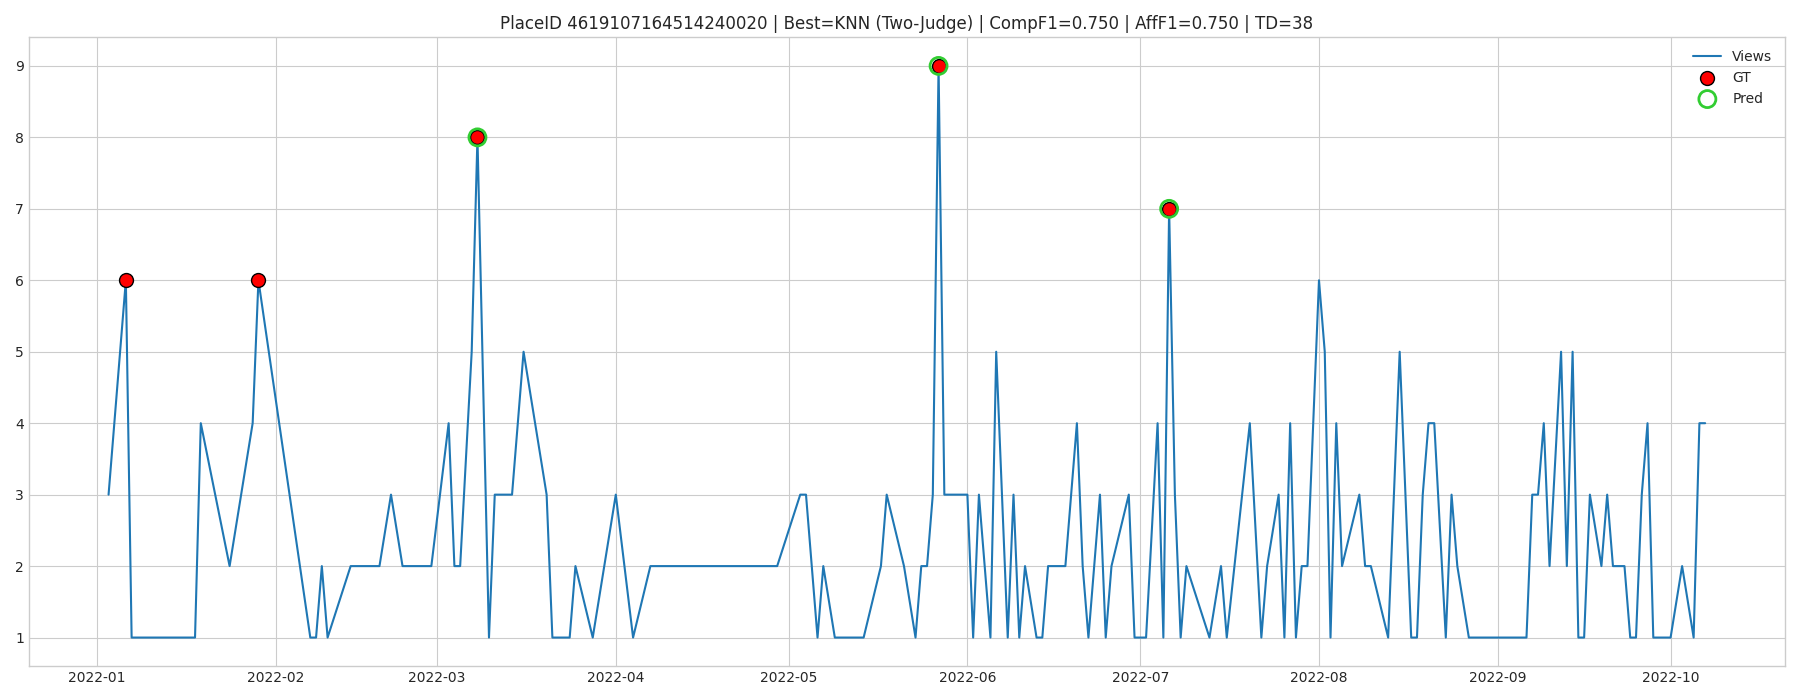 PlaceID 4619107164514240020 | Best=KNN (Two-Judge) | CompF1=0.750 | AffF1=0.750 | TD=38
Views
GT
Pred
9
8
7
6
5
4
3
2
1
2022-01 2022-02 2022-03 2022-04 2022-05 2022-06 2022-07 2022-08 2022-09 2022-10